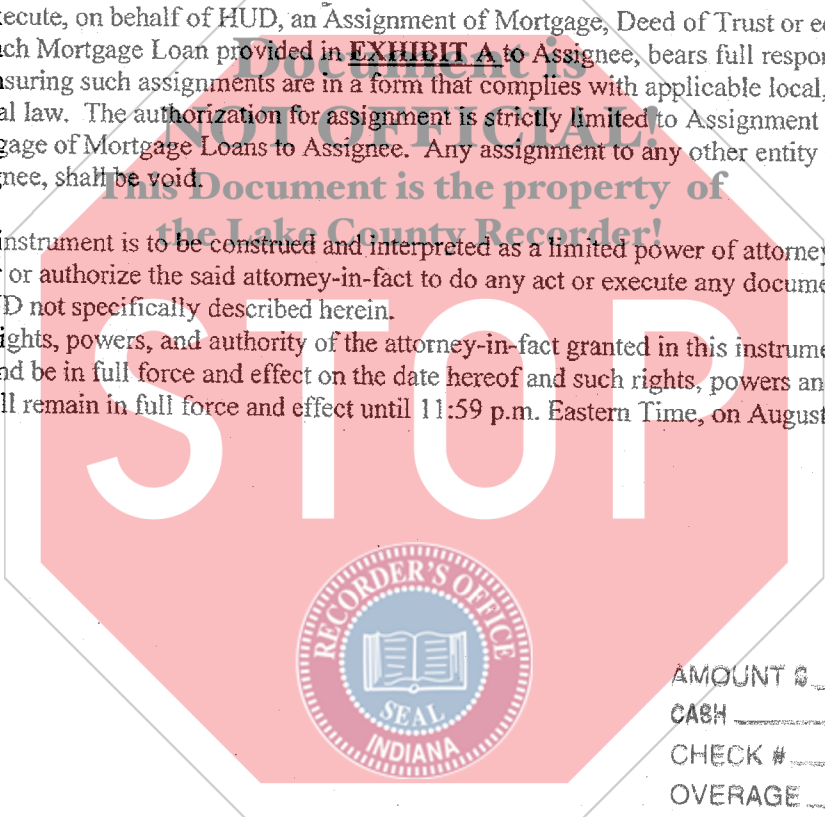 ecute, on behalf of HUD, an Assignment of Mortgage, Deed of Trust or e
ch Mortgage Loan provided in EXHIBIT A to Assignee, bears full respo
nsuring such assignments are in a form that complies with applicable local,
al law. The authorization for assignment is strictly limited to Assignment
gage of Mortgage Loans to Assignee. Any assignment to any other entity
nee, shall be void.
instrument is to be construed and interpreted as a limited power of attorney
or authorize the said attorney-in-fact to do any act or execute any docume
D not specifically described herein.
ights, powers, and authority of the attorney-in-fact granted in this instrume
nd be in full force and effect on the date hereof and such rights, powers an
ll remain in full force and effect until 11:59 p.m. Eastern Time, on August
Document is
NOT OFFICIAL!
This Document is the property of
the Lake County Recorder!
STOP
RECORDER'S OFFICE
SEAL
INDIANA
AMOUNT $
CASH
CHECK #
OVERAGE